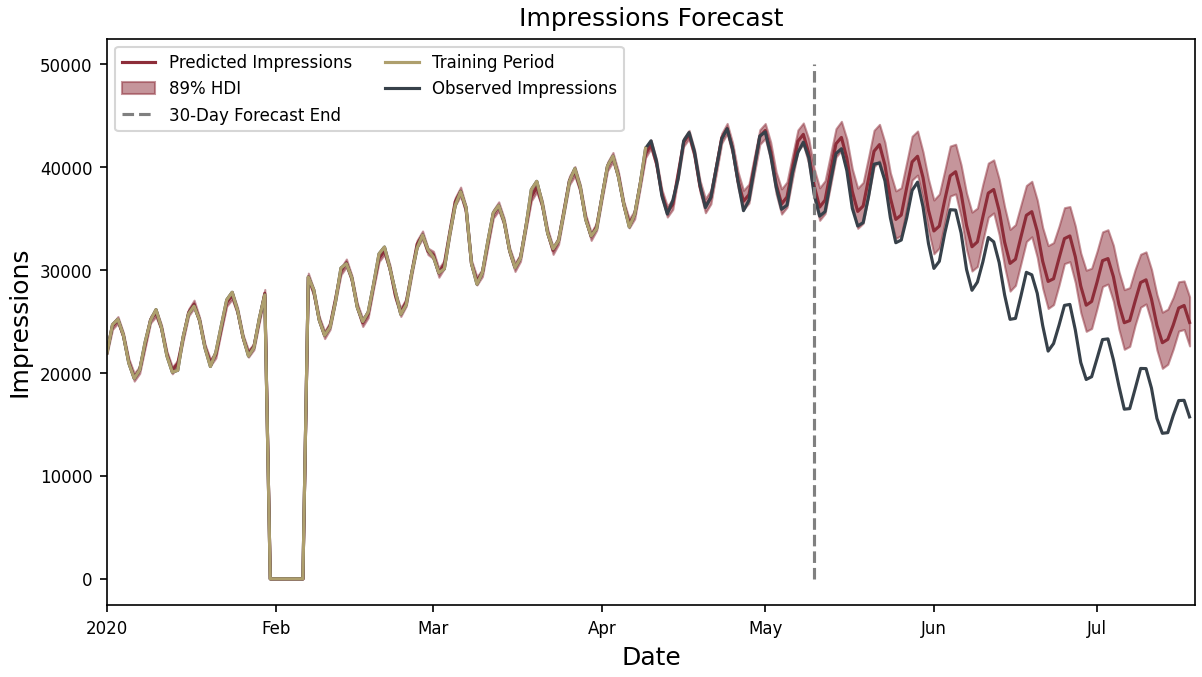 Impressions Forecast
Predicted Impressions
89% HDI
30-Day Forecast End
Training Period
Observed Impressions
50000
40000
30000
20000
10000
0
Impressions
2020 Feb Mar Apr May Jun Jul
Date